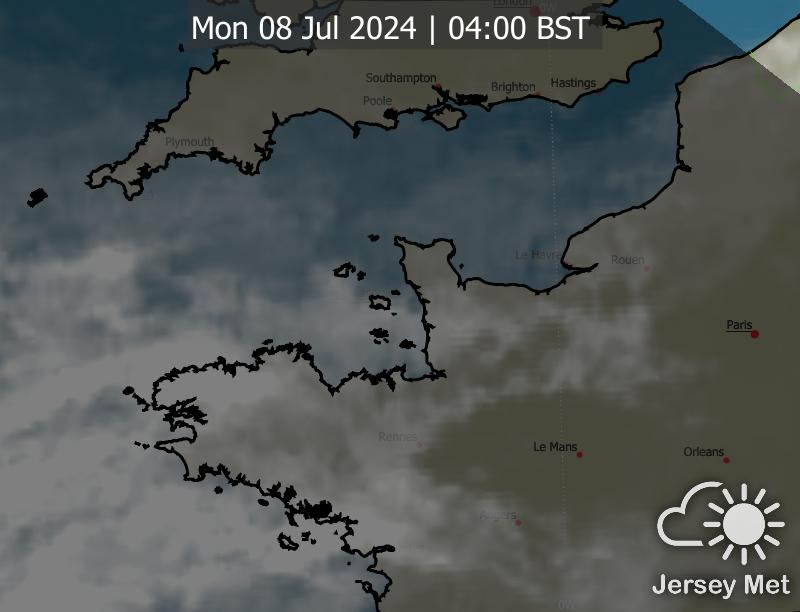 London
0W
Mon 08 Jul 2024 | 04:00 BST
Southampton
Brighton
Hastings
Poole
Plymouth
Le Havre
Rouen
Paris
Rennes
Le Mans
Orleans
Angers
Jersey Met
0W